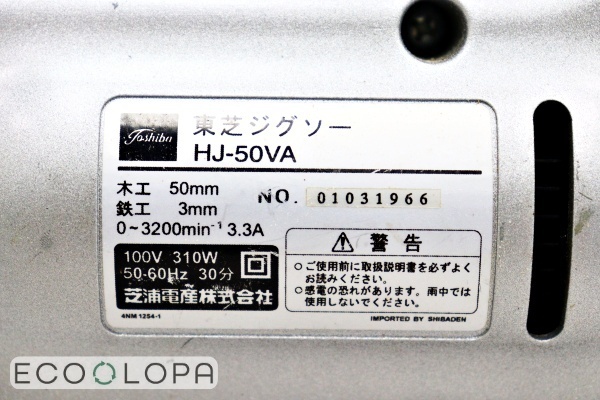 Toshiba
東芝ジグソー
HJ-50VA
木工 50mm
鉄工 3mm
NO. 01031966
0~3200min⁻¹ 3.3A
100V 310W
50-60Hz 30分
芝浦電産株式会社
4NM1254-1
⚠ 警告
○ご使用前に取扱説明書を必ずよく
お読みください。
○感電の恐れがあります。雨中では
使用しないでください。
IMPORTED BY SHIBADEN
ECOOLOPA